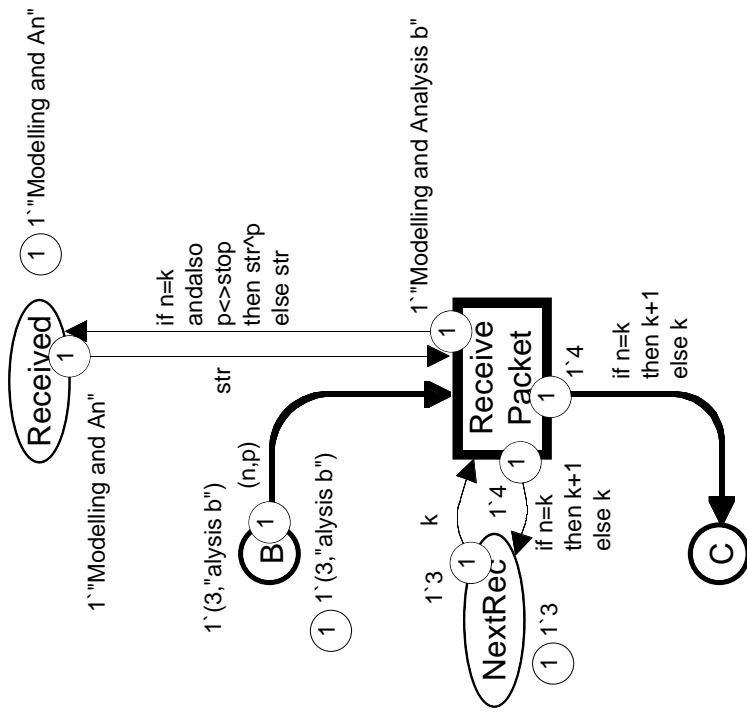 Received
1
1
1`"Modelling and An"
1`"Modelling and An"
if n=k
andalso
p<>stop
then str^p
else str
str
1`(3,"alysis b")
B
1
(n,p)
1
1`(3,"alysis b")
1
1`"Modelling and Analysis b"
Receive
Packet
1`3
1
k
NextRec
1`4
1
1
1`3
if n=k
then k+1
else k
1
1`4
if n=k
then k+1
else k
C